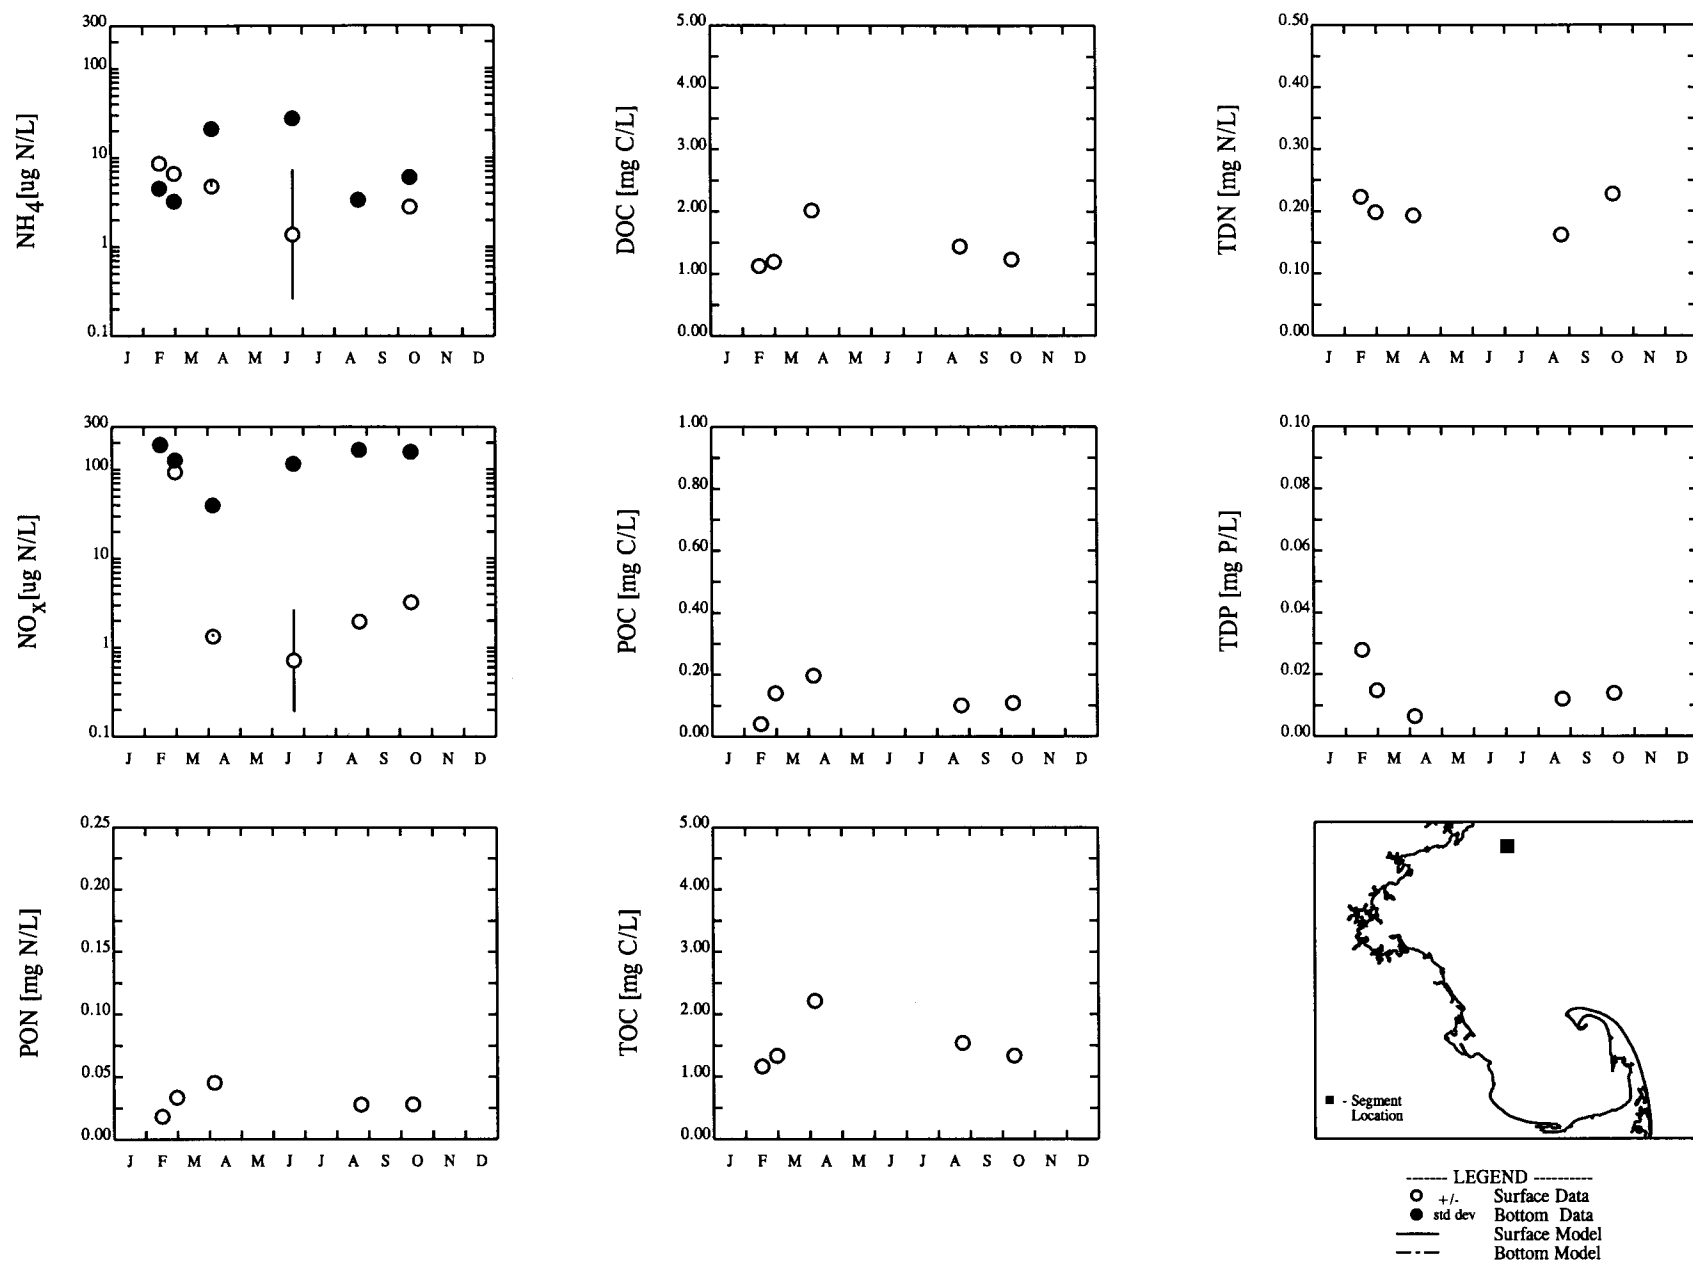 300
100
10
1
0.1
NH4[ug N/L]
J F M A M J J A S O N D
5.00
4.00
3.00
2.00
1.00
0.00
DOC [mg C/L]
J F M A M J J A S O N D
0.50
0.40
0.30
0.20
0.10
0.00
TDN [mg N/L]
J F M A M J J A S O N D
300
100
10
1
0.1
NOx[ug N/L]
J F M A M J J A S O N D
1.00
0.80
0.60
0.40
0.20
0.00
POC [mg C/L]
J F M A M J J A S O N D
0.10
0.08
0.06
0.04
0.02
0.00
TDP [mg P/L]
J F M A M J J A S O N D
0.25
0.20
0.15
0.10
0.05
0.00
PON [mg N/L]
J F M A M J J A S O N D
5.00
4.00
3.00
2.00
1.00
0.00
TOC [mg C/L]
J F M A M J J A S O N D
- Segment
Location
------ LEGEND ---------
+/- Surface Data
std dev Bottom Data
Surface Model
Bottom Model